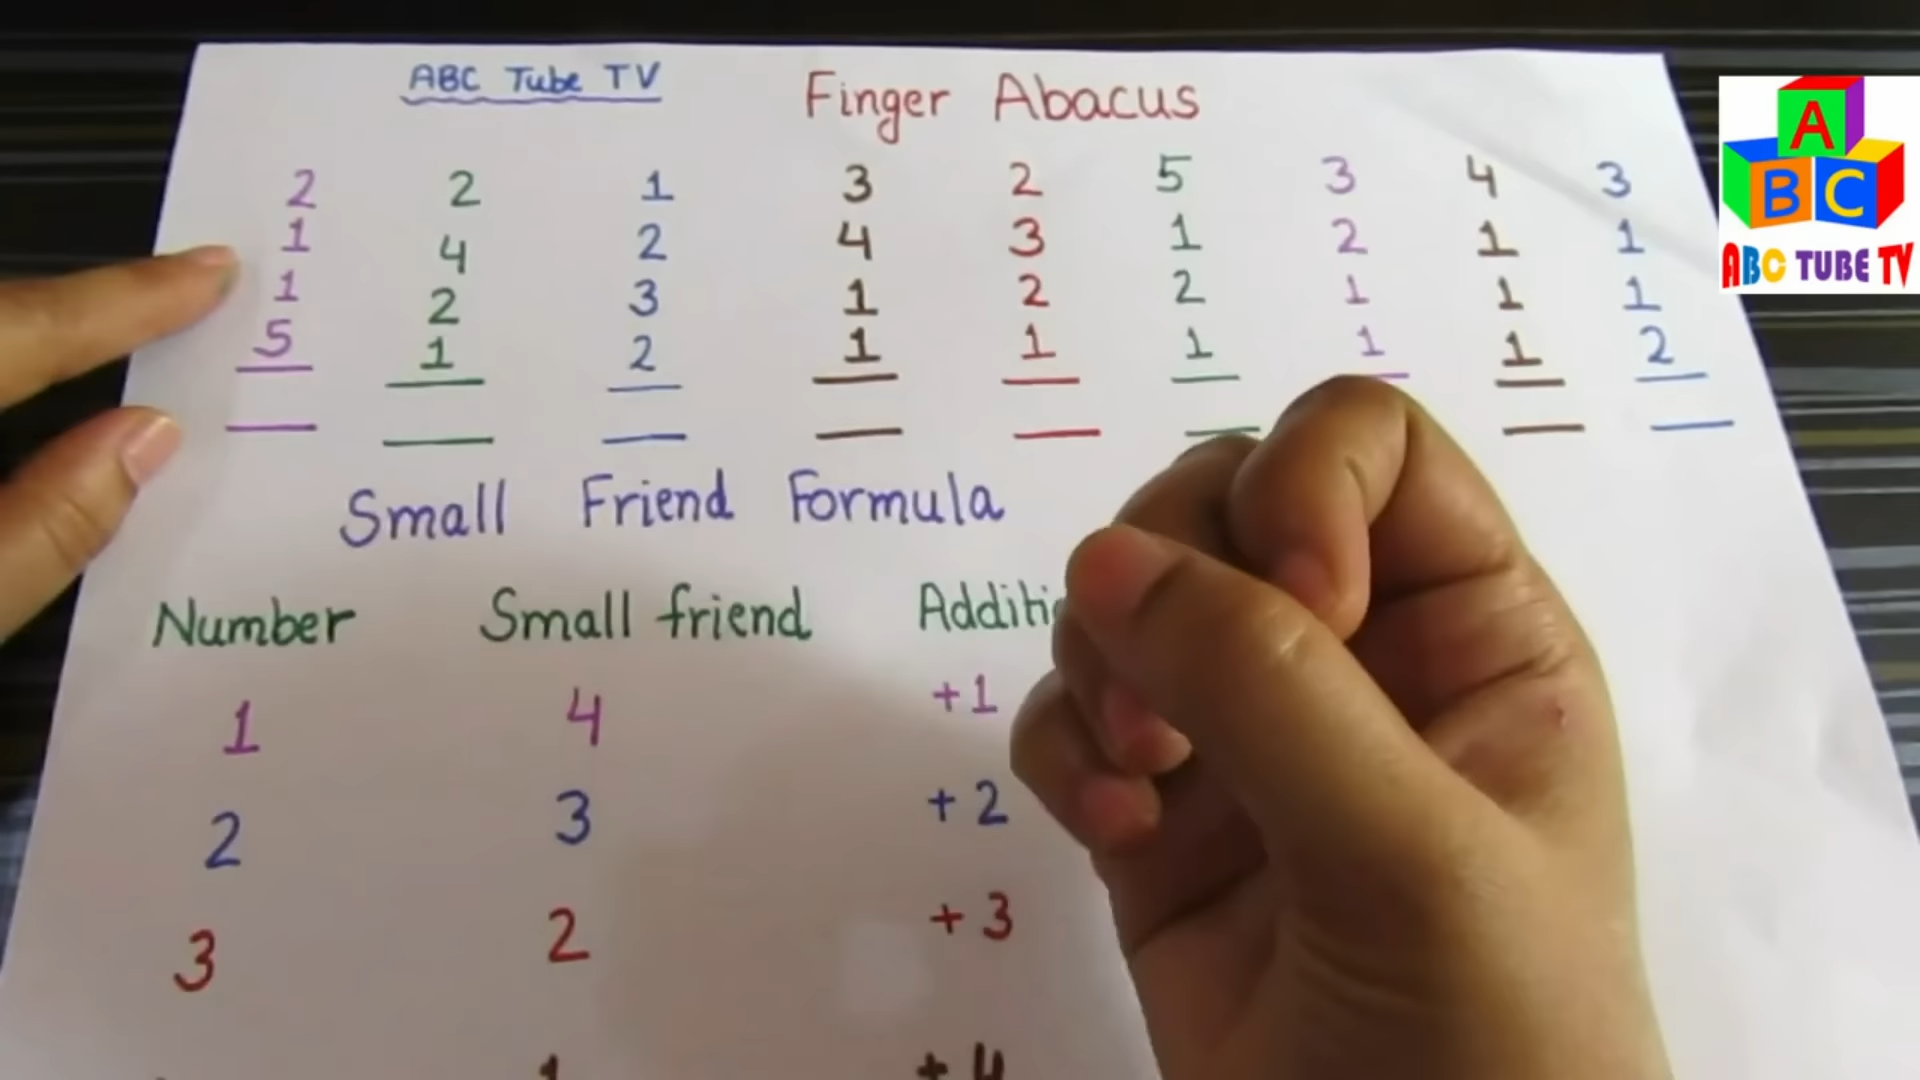 ABC Tube TV
Finger Abacus
2 2 1 3 2 5 3 4 3
1 4 2 4 3 1 2 1 1
1 2 3 1 2 2 1 1 1
5 1 2 1 1 1 1 1 2
Small Friend Formula
Number Small friend
1 4 +1
2 3 +2
3 2 +3
1 +4
A
B C
ABC TUBE TV